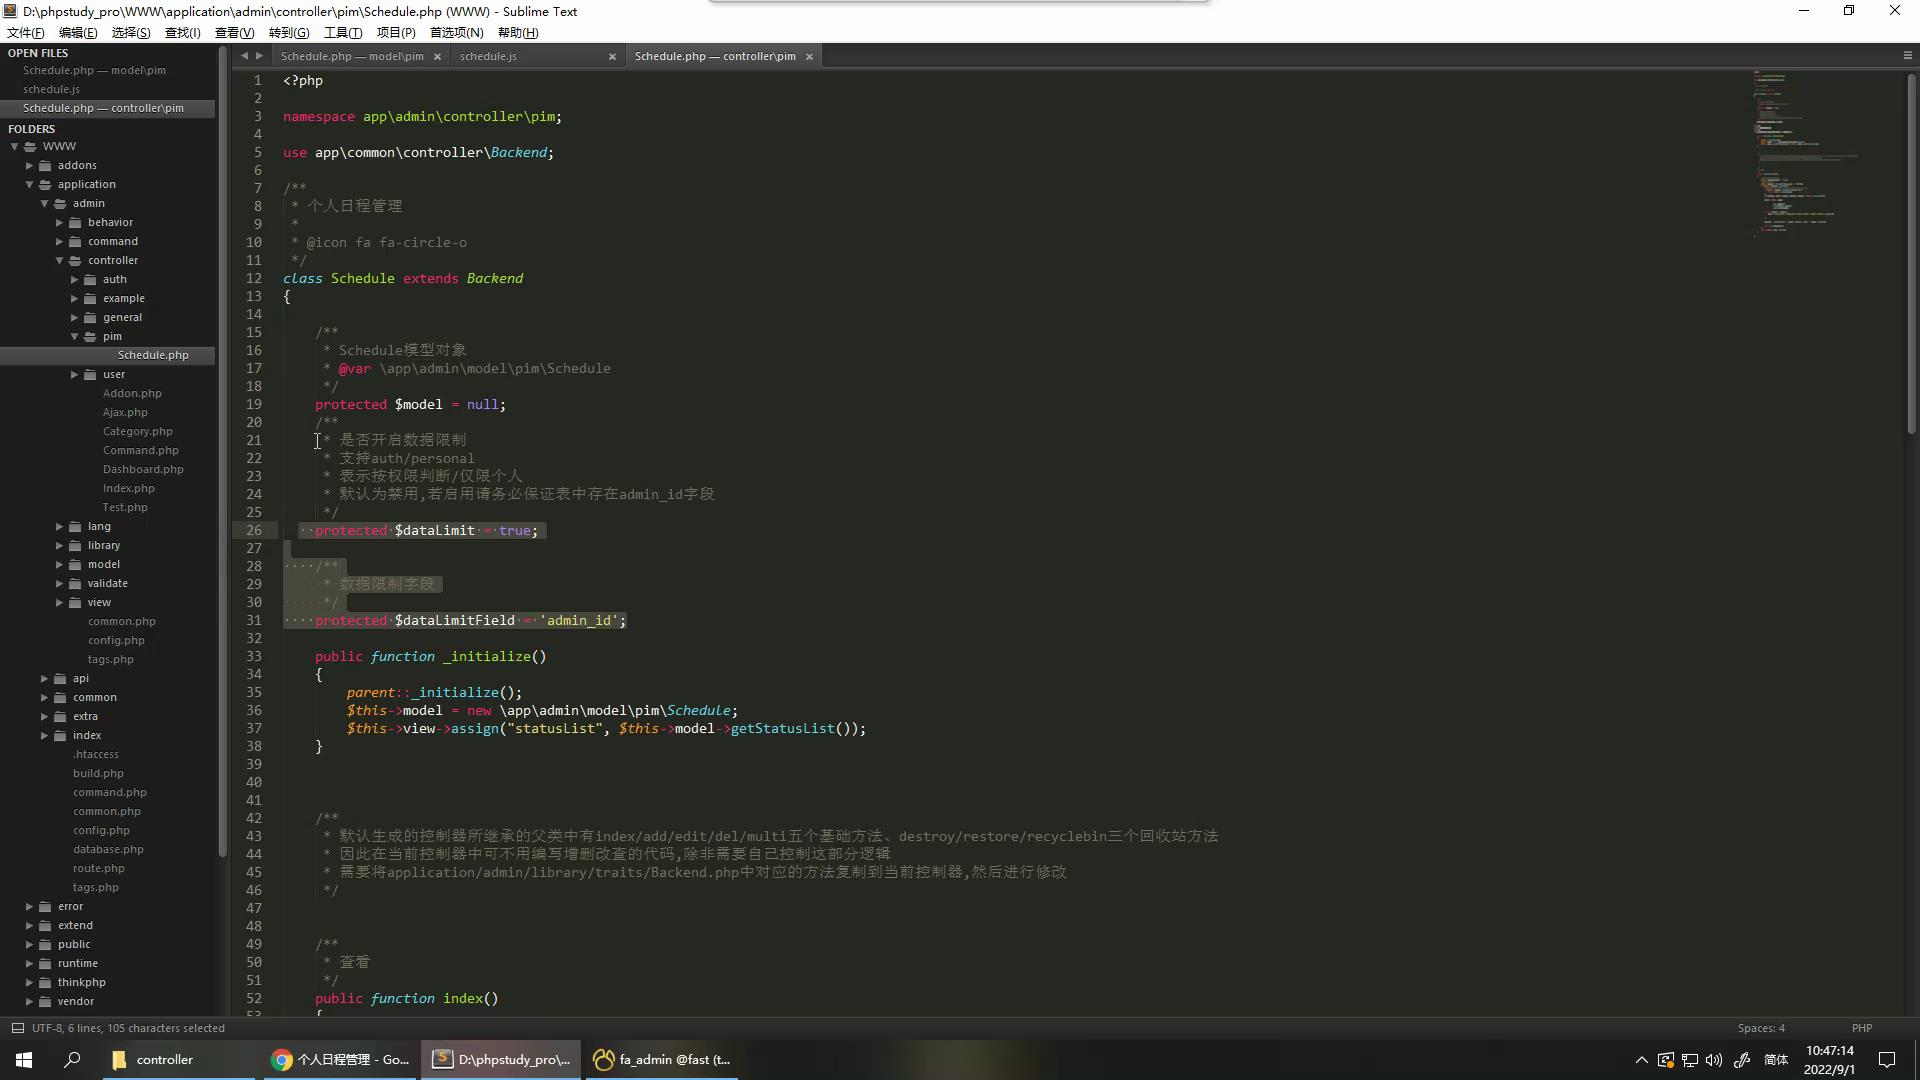 D:\phpstudy_pro\WWW\application\admin\controller\pim\Schedule.php (WWW) - Sublime Text
文件(F) 编辑(E) 选择(S) 查找(I) 查看(V) 转到(G) 工具(T) 项目(P) 首选项(N) 帮助(H)
OPEN FILES
Schedule.php — model\pim
schedule.js
Schedule.php — controller\pim
FOLDERS
WWW
addons
application
admin
behavior
command
controller
auth
example
general
pim
Schedule.php
user
Addon.php
Ajax.php
Category.php
Command.php
Dashboard.php
Index.php
Test.php
lang
library
model
validate
view
common.php
config.php
tags.php
api
common
extra
index
.htaccess
build.php
command.php
common.php
config.php
database.php
route.php
tags.php
error
extend
public
runtime
thinkphp
vendor
Schedule.php — model\pim × schedule.js × Schedule.php — controller\pim ×
1 <?php
2
3 namespace app\admin\controller\pim;
4
5 use app\common\controller\Backend;
6
7 /**
8 * 个人日程管理
9 *
10 * @icon fa fa-circle-o
11 */
12 class Schedule extends Backend
13 {
14
15 /**
16 * Schedule模型对象
17 * @var \app\admin\model\pim\Schedule
18 */
19 protected $model = null;
20 /**
21 * 是否开启数据限制
22 * 支持auth/personal
23 * 表示按权限判断/仅限个人
24 * 默认为禁用,若启用请务必保证表中存在admin_id字段
25 */
26 protected $dataLimit = true;
27
28 /**
29 * 数据限制字段
30 */
31 protected $dataLimitField = 'admin_id';
32
33 public function _initialize()
34 {
35 parent::_initialize();
36 $this->model = new \app\admin\model\pim\Schedule;
37 $this->view->assign("statusList", $this->model->getStatusList());
38 }
39
40
41
42 /**
43 * 默认生成的控制器所继承的父类中有index/add/edit/del/multi五个基础方法、destroy/restore/recyclebin三个回收站方法
44 * 因此在当前控制器中可不用编写增删改查的代码,除非需要自己控制这部分逻辑
45 * 需要将application/admin/library/traits/Backend.php中对应的方法复制到当前控制器,然后进行修改
46 */
47
48
49 /**
50 * 查看
51 */
52 public function index()
53 {
UTF-8, 6 lines, 105 characters selected
Spaces: 4 PHP
controller
个人日程管理 - Go...
D:\phpstudy_pro\...
fa_admin @fast (t...
简体
10:47:14
2022/9/1